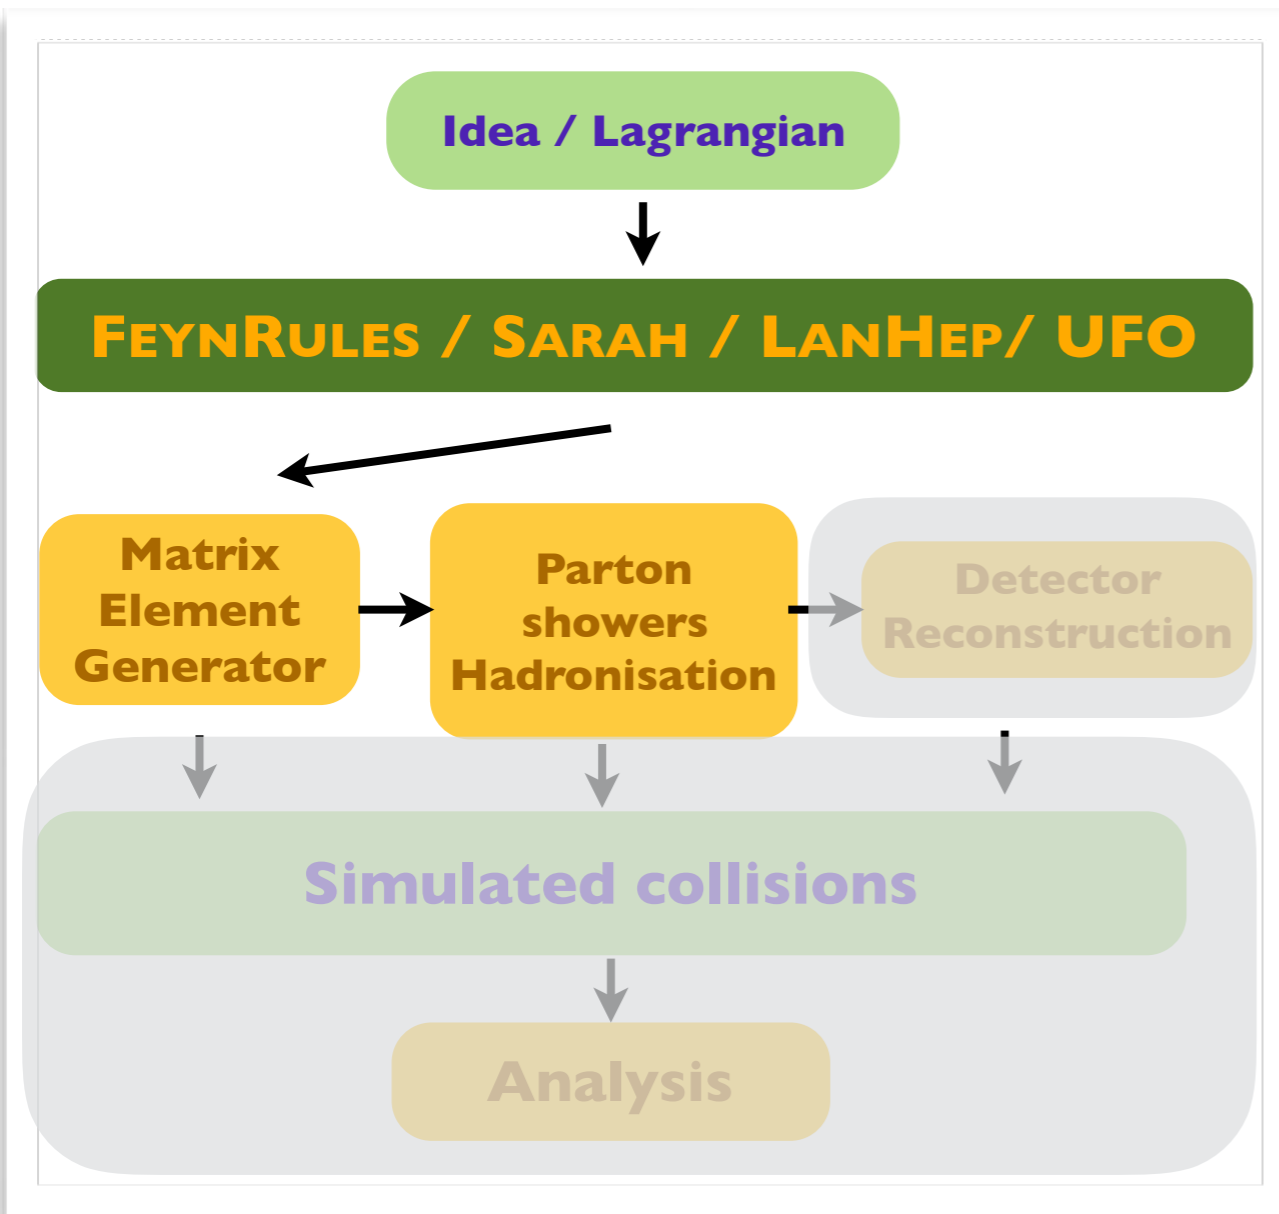 Idea / Lagrangian
FEYNRULES / SARAH / LANHEP/ UFO
Matrix
Element
Generator
Parton
showers
Hadronisation
Detector
Reconstruction
Simulated collisions
Analysis